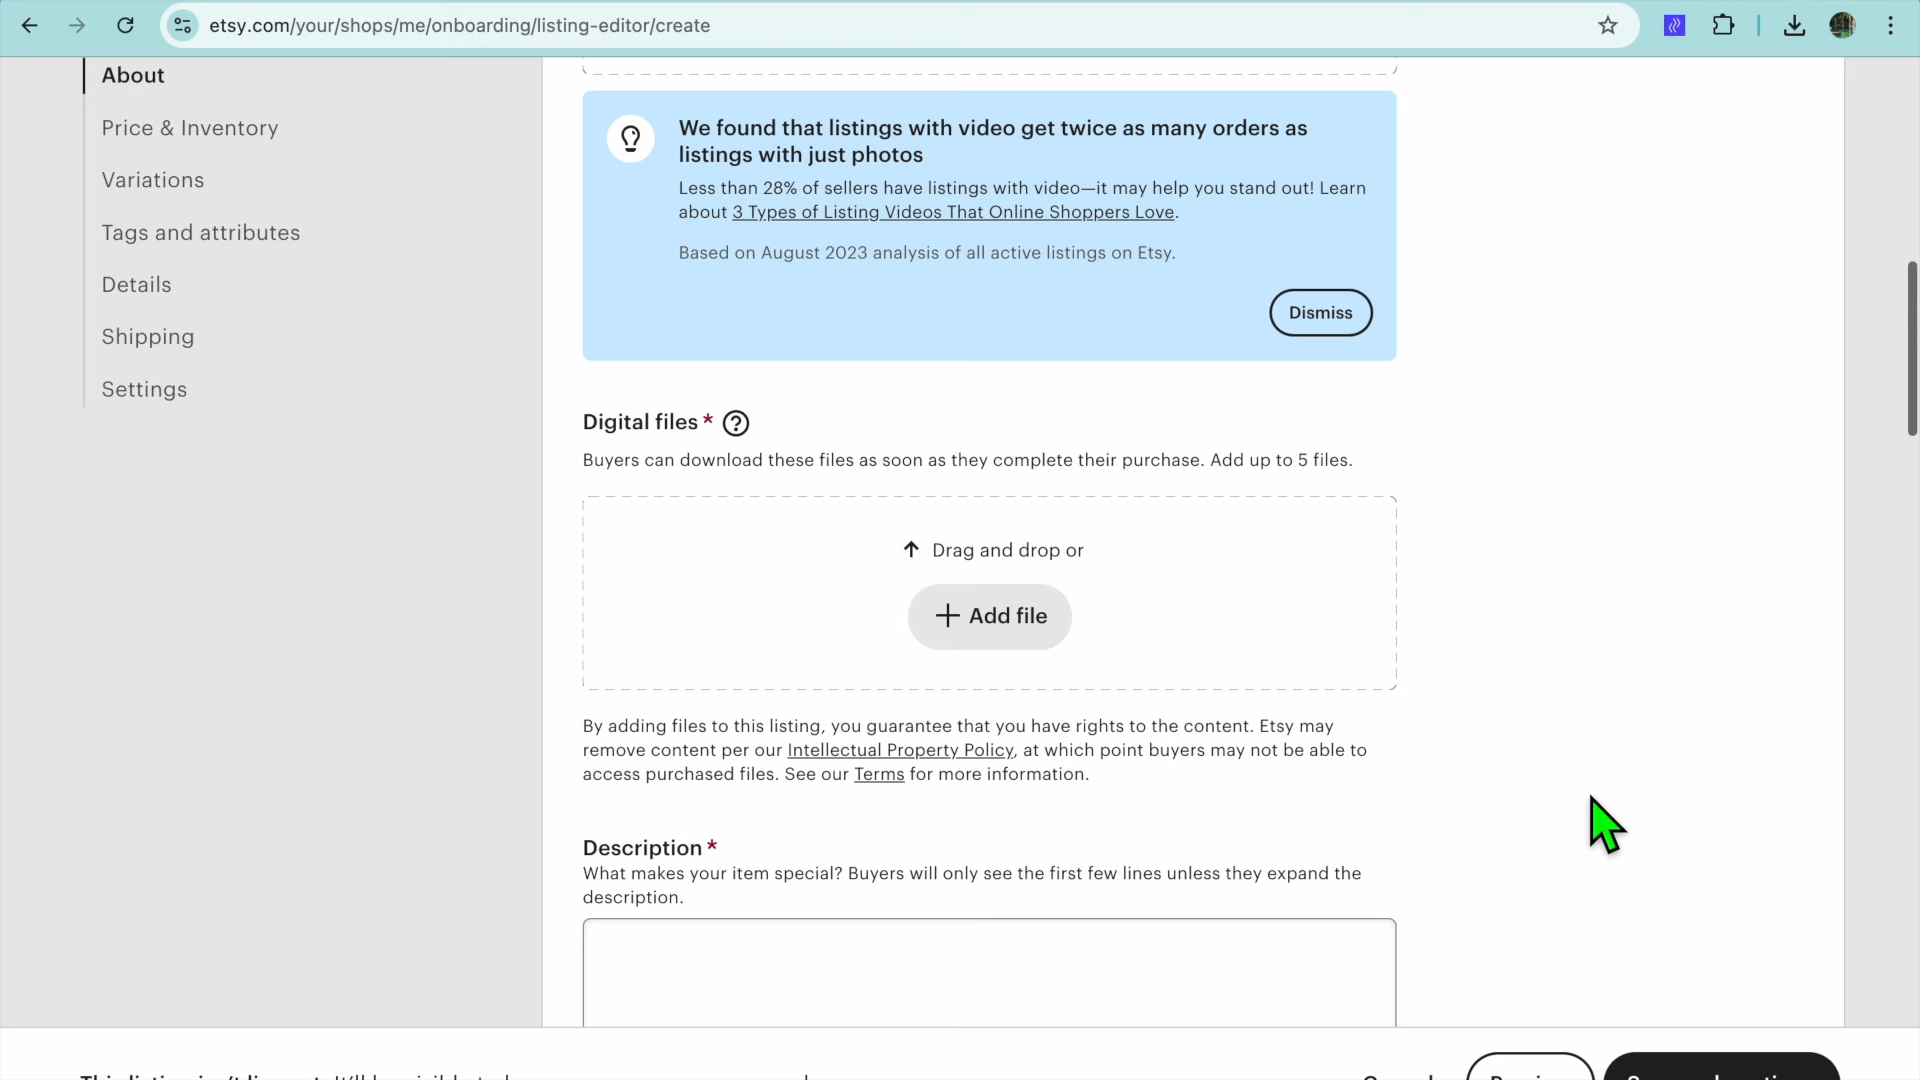 etsy.com/your/shops/me/onboarding/listing-editor/create
About
Price & Inventory
Variations
Tags and attributes
Details
Shipping
Settings
We found that listings with video get twice as many orders as
listings with just photos
Less than 28% of sellers have listings with video—it may help you stand out! Learn
about 3 Types of Listing Videos That Online Shoppers Love.
Based on August 2023 analysis of all active listings on Etsy.
Dismiss
Digital files *
Buyers can download these files as soon as they complete their purchase. Add up to 5 files.
Drag and drop or
+ Add file
By adding files to this listing, you guarantee that you have rights to the content. Etsy may
remove content per our Intellectual Property Policy, at which point buyers may not be able to
access purchased files. See our Terms for more information.
Description *
What makes your item special? Buyers will only see the first few lines unless they expand the
description.